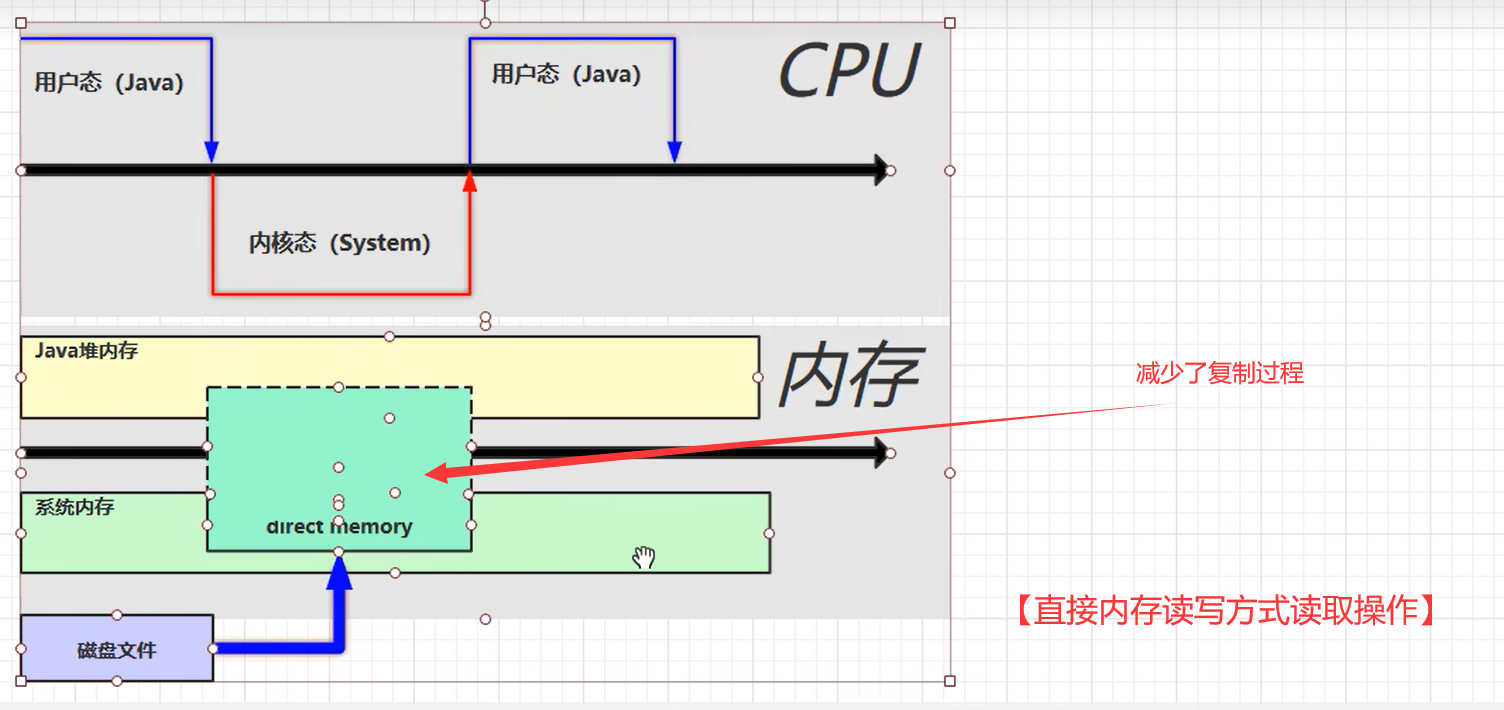 用户态（Java）
用户态（Java）
CPU
内核态（System）
Java堆内存
内存
减少了复制过程
系统内存
direct memory
【直接内存读写方式读取操作】
磁盘文件